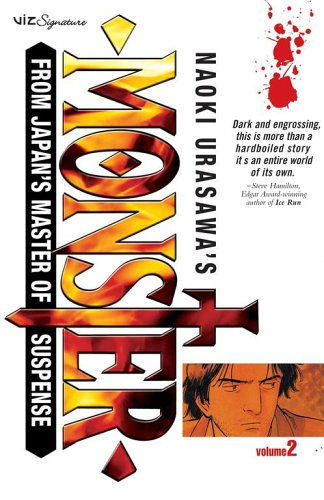 VIZ Signature
NAOKI URASAWA'S
MONSTER
FROM JAPAN'S MASTER OF SUSPENSE
Dark and engrossing,
this is more than a
hardboiled story
it s an entire world
of its own.
–Steve Hamilton,
Edgar Award-winning
author of Ice Run
volume2